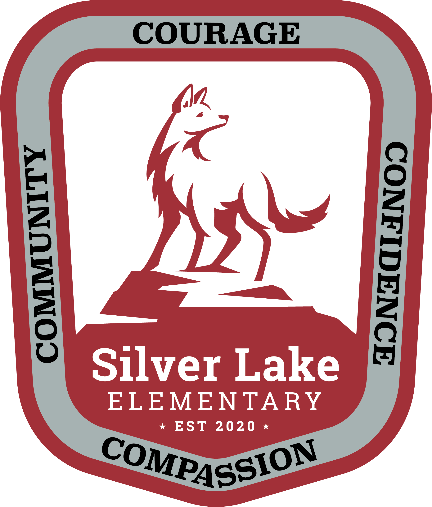 COURAGE
COMMUNITY
CONFIDENCE
Silver Lake
ELEMENTARY
★ EST 2020 ★
COMPASSION